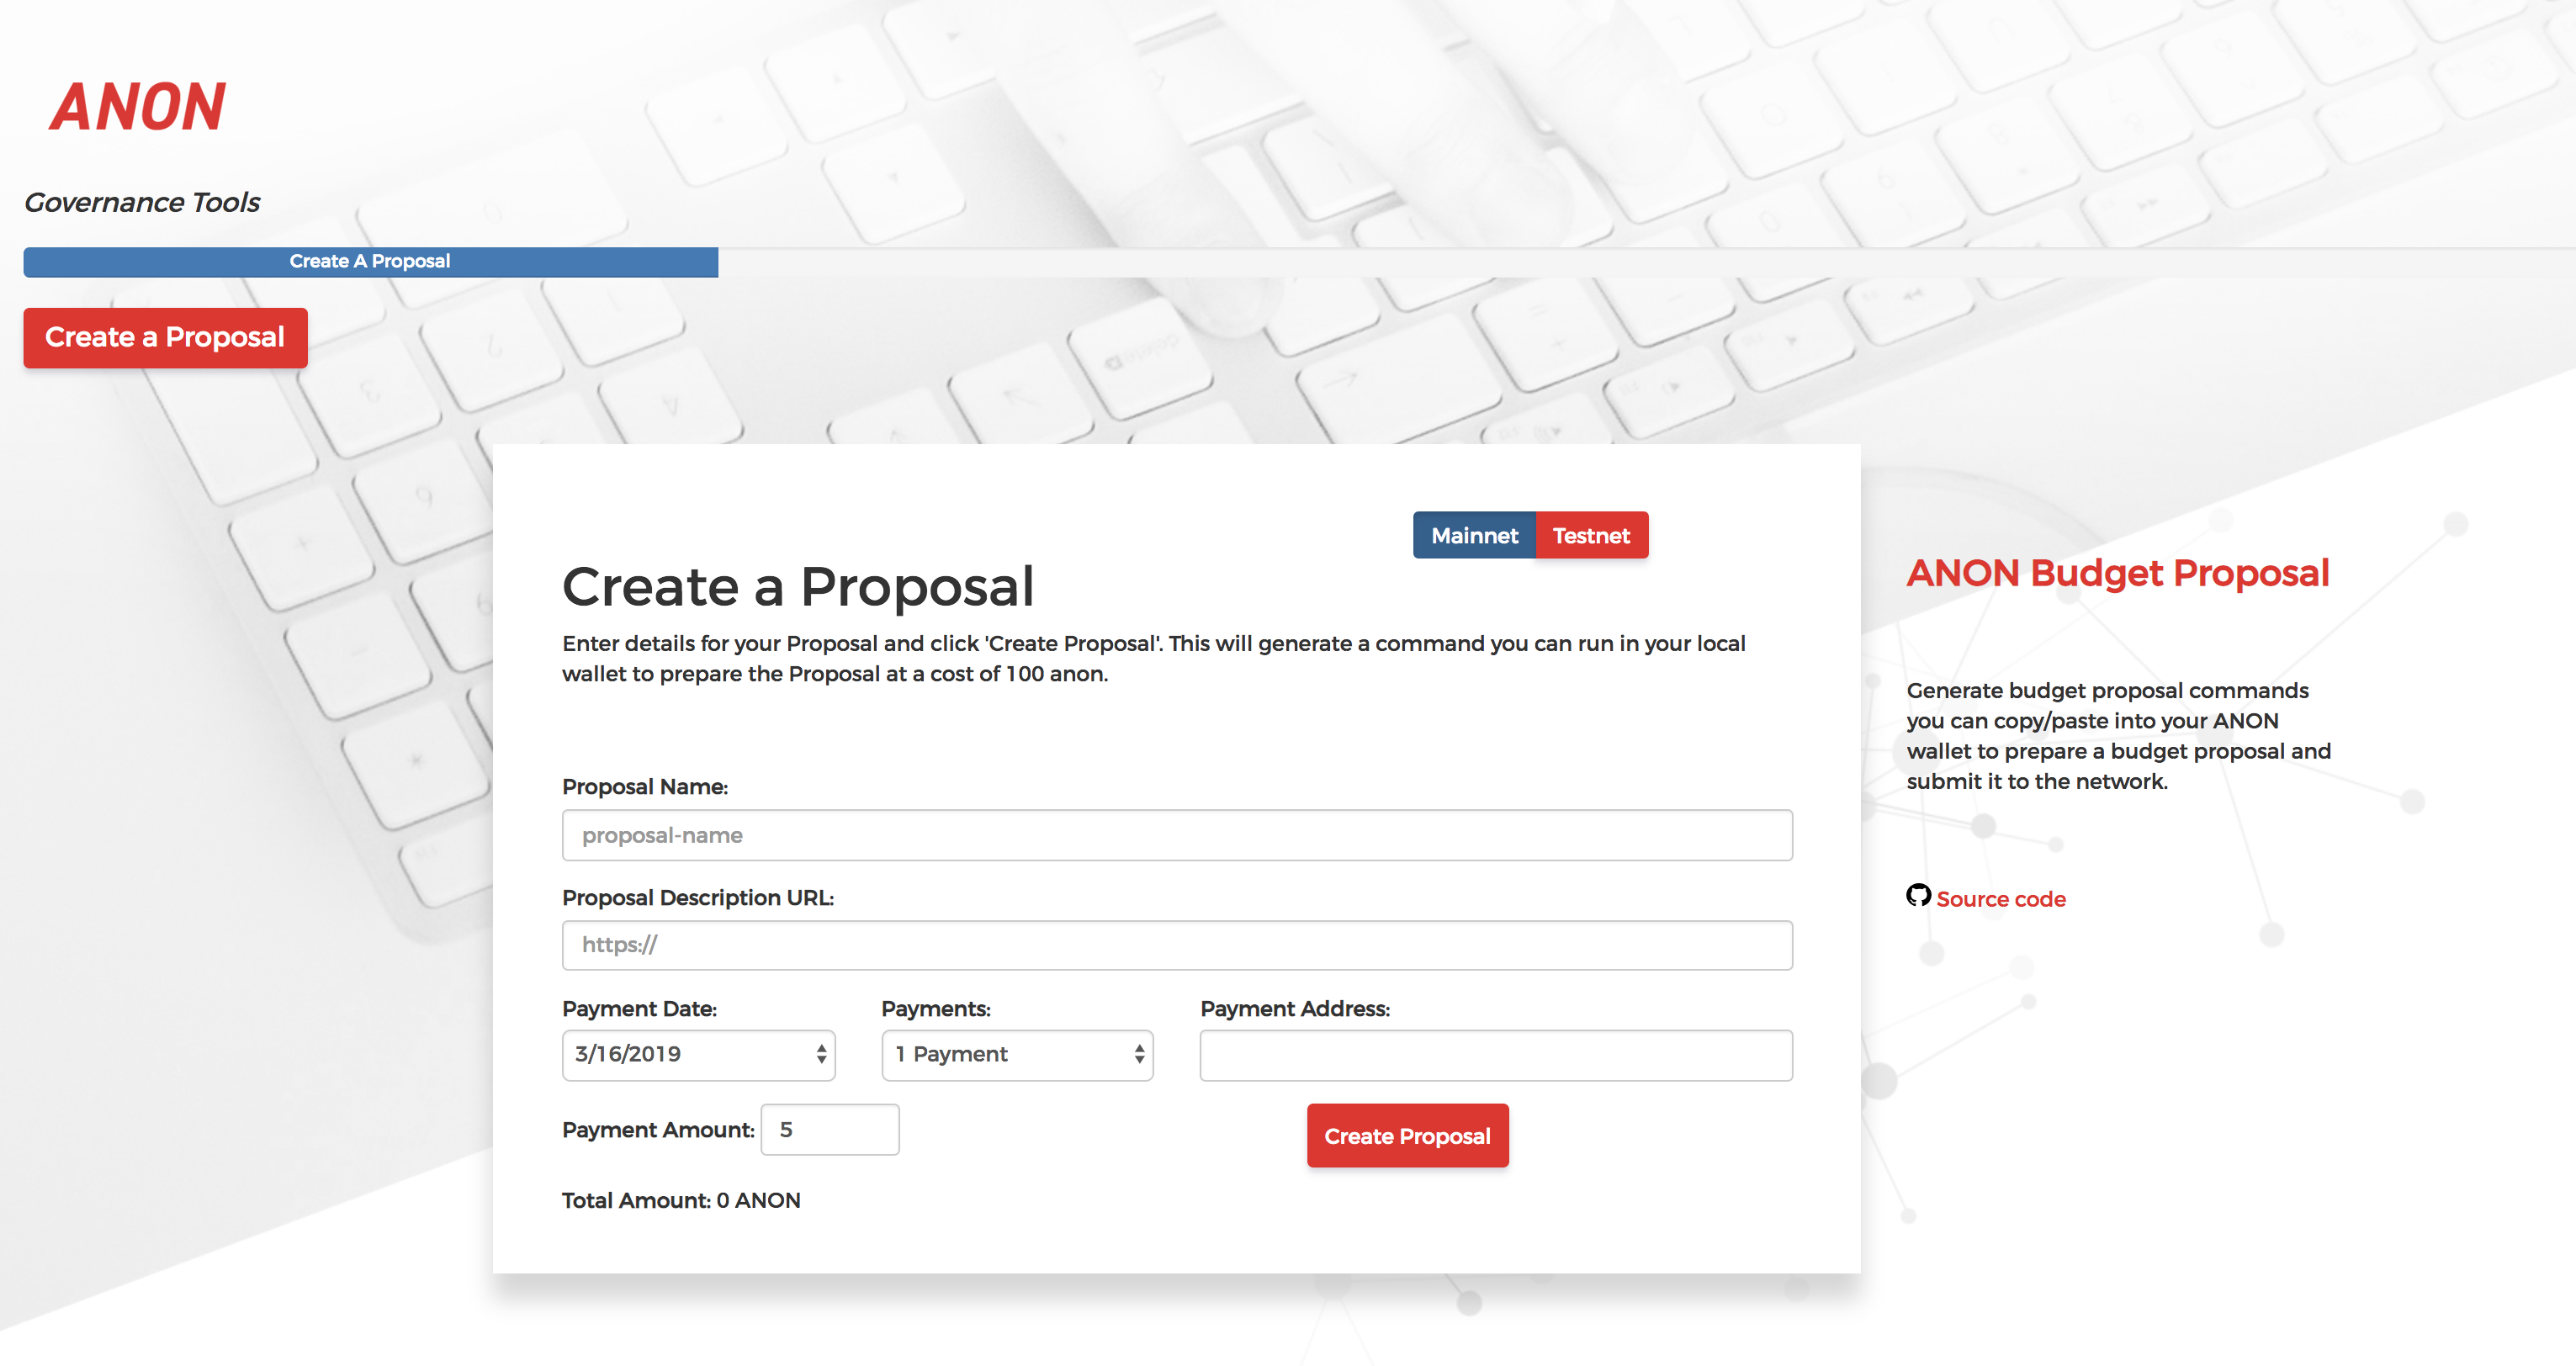 ANON
Governance Tools
Create A Proposal
Create a Proposal
Mainnet Testnet
Create a Proposal
Enter details for your Proposal and click 'Create Proposal'. This will generate a command you can run in your local
wallet to prepare the Proposal at a cost of 100 anon.
Proposal Name:
proposal-name
Proposal Description URL:
https://
Payment Date: Payments: Payment Address:
3/16/2019 1 Payment
Payment Amount: 5
Create Proposal
Total Amount: 0 ANON
ANON Budget Proposal
Generate budget proposal commands
you can copy/paste into your ANON
wallet to prepare a budget proposal and
submit it to the network.
Source code